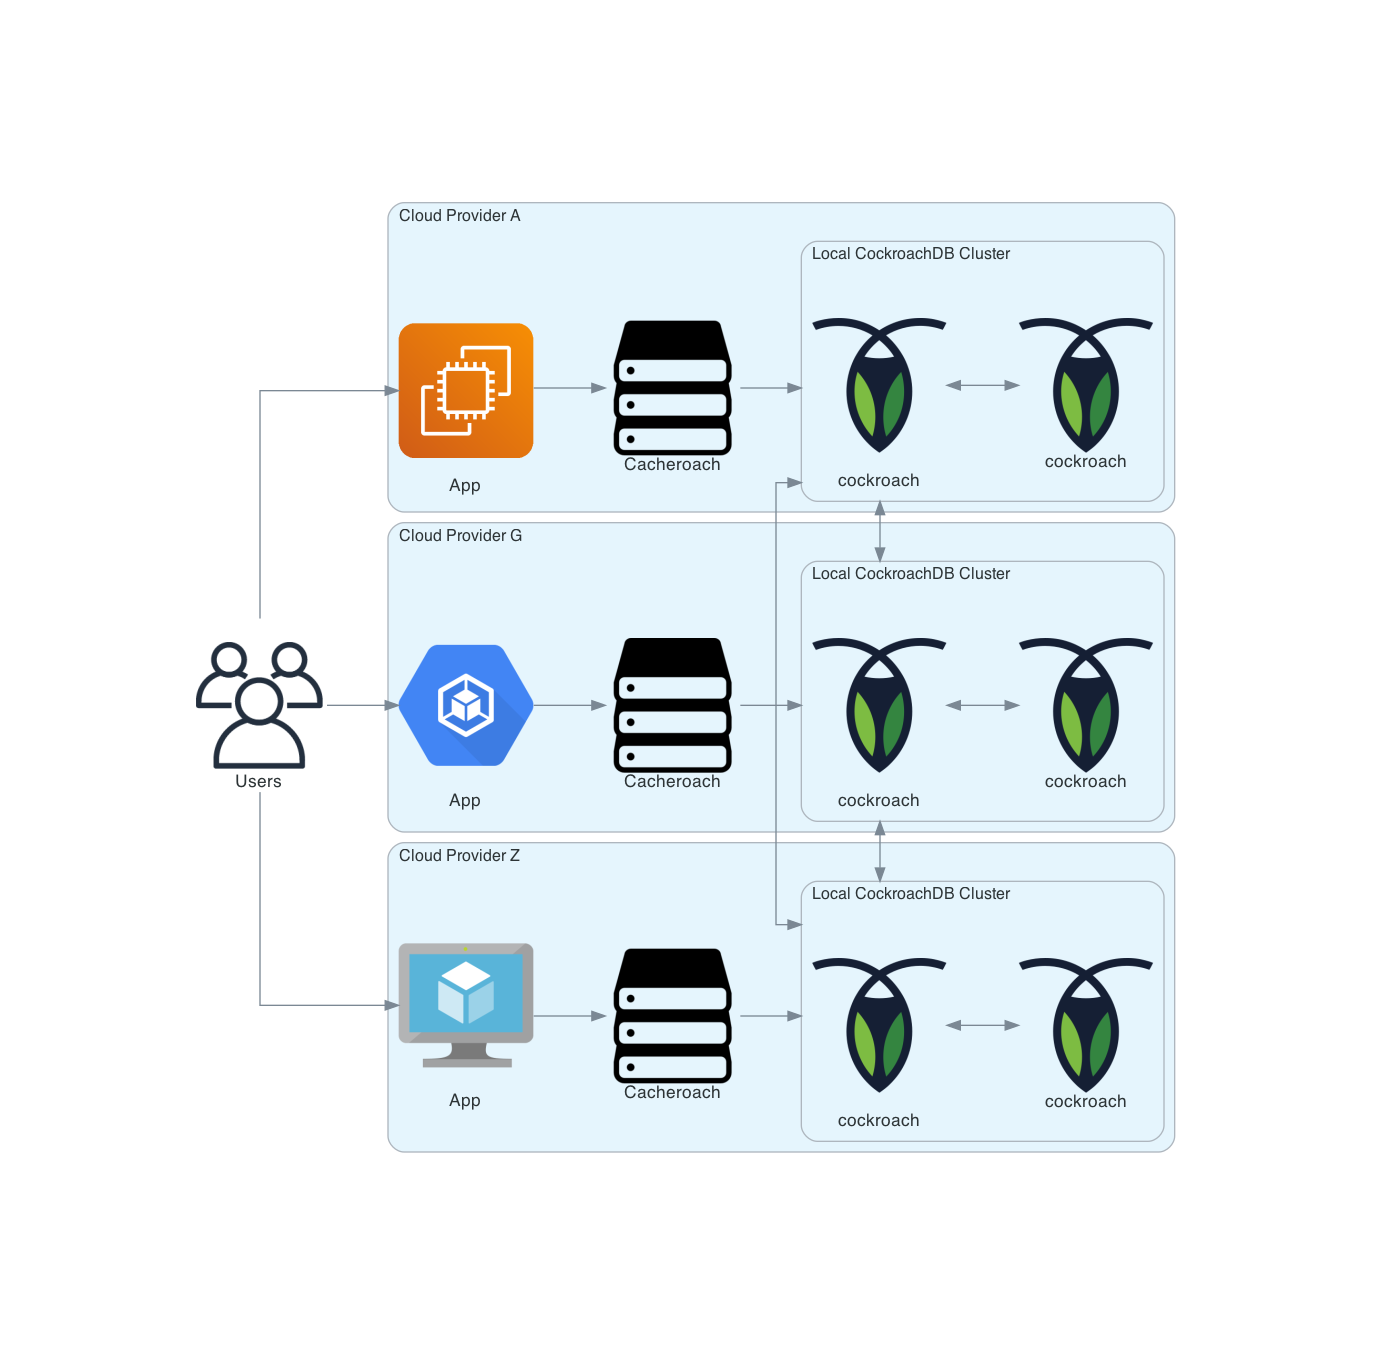 Cloud Provider A
Local CockroachDB Cluster
App
Cacheroach
cockroach
cockroach
Cloud Provider G
Local CockroachDB Cluster
Users
App
Cacheroach
cockroach
cockroach
Cloud Provider Z
Local CockroachDB Cluster
App
Cacheroach
cockroach
cockroach